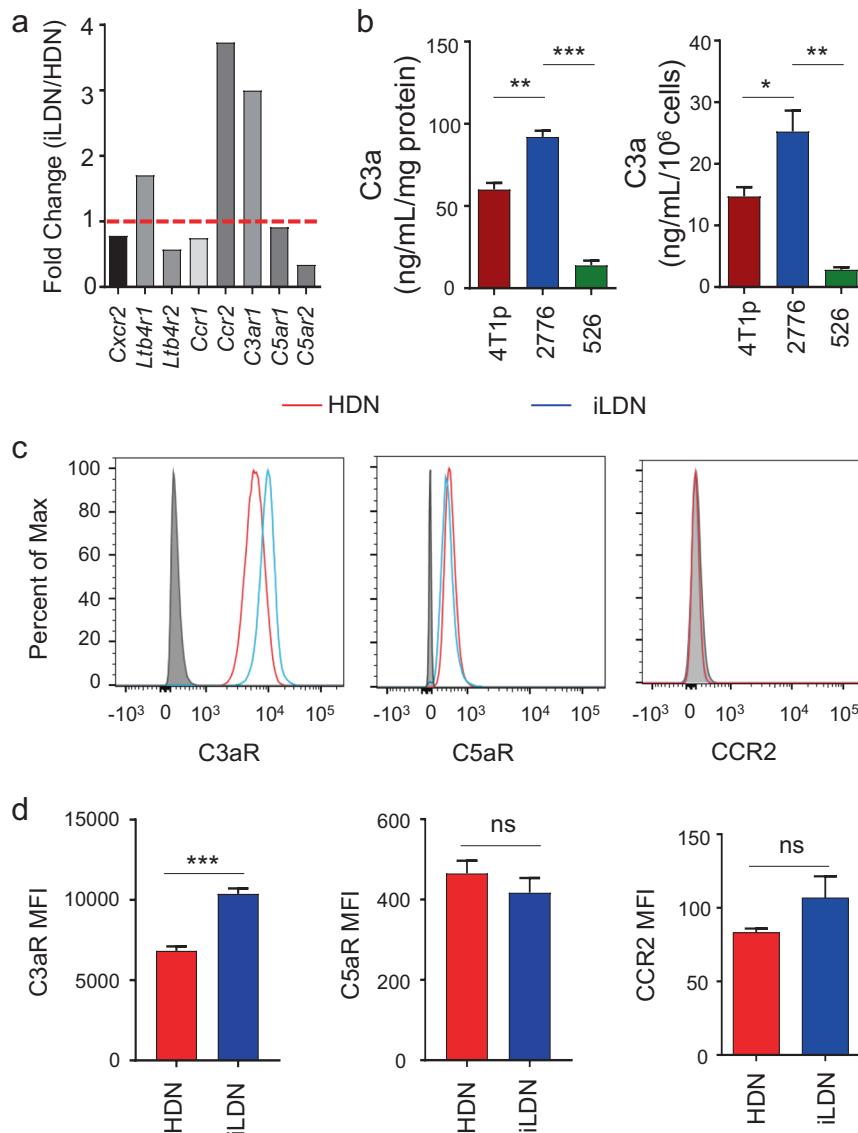 a
Fold Change (iLDN/HDN)
4
3
2
1
0
Cxcr2
Ltb4r1
Ltb4r2
Ccr1
Ccr2
C3ar1
C5ar1
C5ar2
b
C3a
(ng/mL/mg protein)
150
100
50
0
** ***
4T1p
2776
526
C3a
(ng/mL/10⁶ cells)
40
30
20
10
0
* **
4T1p
2776
526
HDN iLDN
c
Percent of Max
100
80
60
40
20
0
-10³ 0 10³ 10⁴ 10⁵
C3aR
-10³ 0 10³ 10⁴ 10⁵
C5aR
-10³ 0 10³ 10⁴ 10⁵
CCR2
d
C3aR MFI
15000
10000
5000
0
***
HDN
iLDN
C5aR MFI
600
400
200
0
ns
HDN
iLDN
CCR2 MFI
150
100
50
0
ns
HDN
iLDN